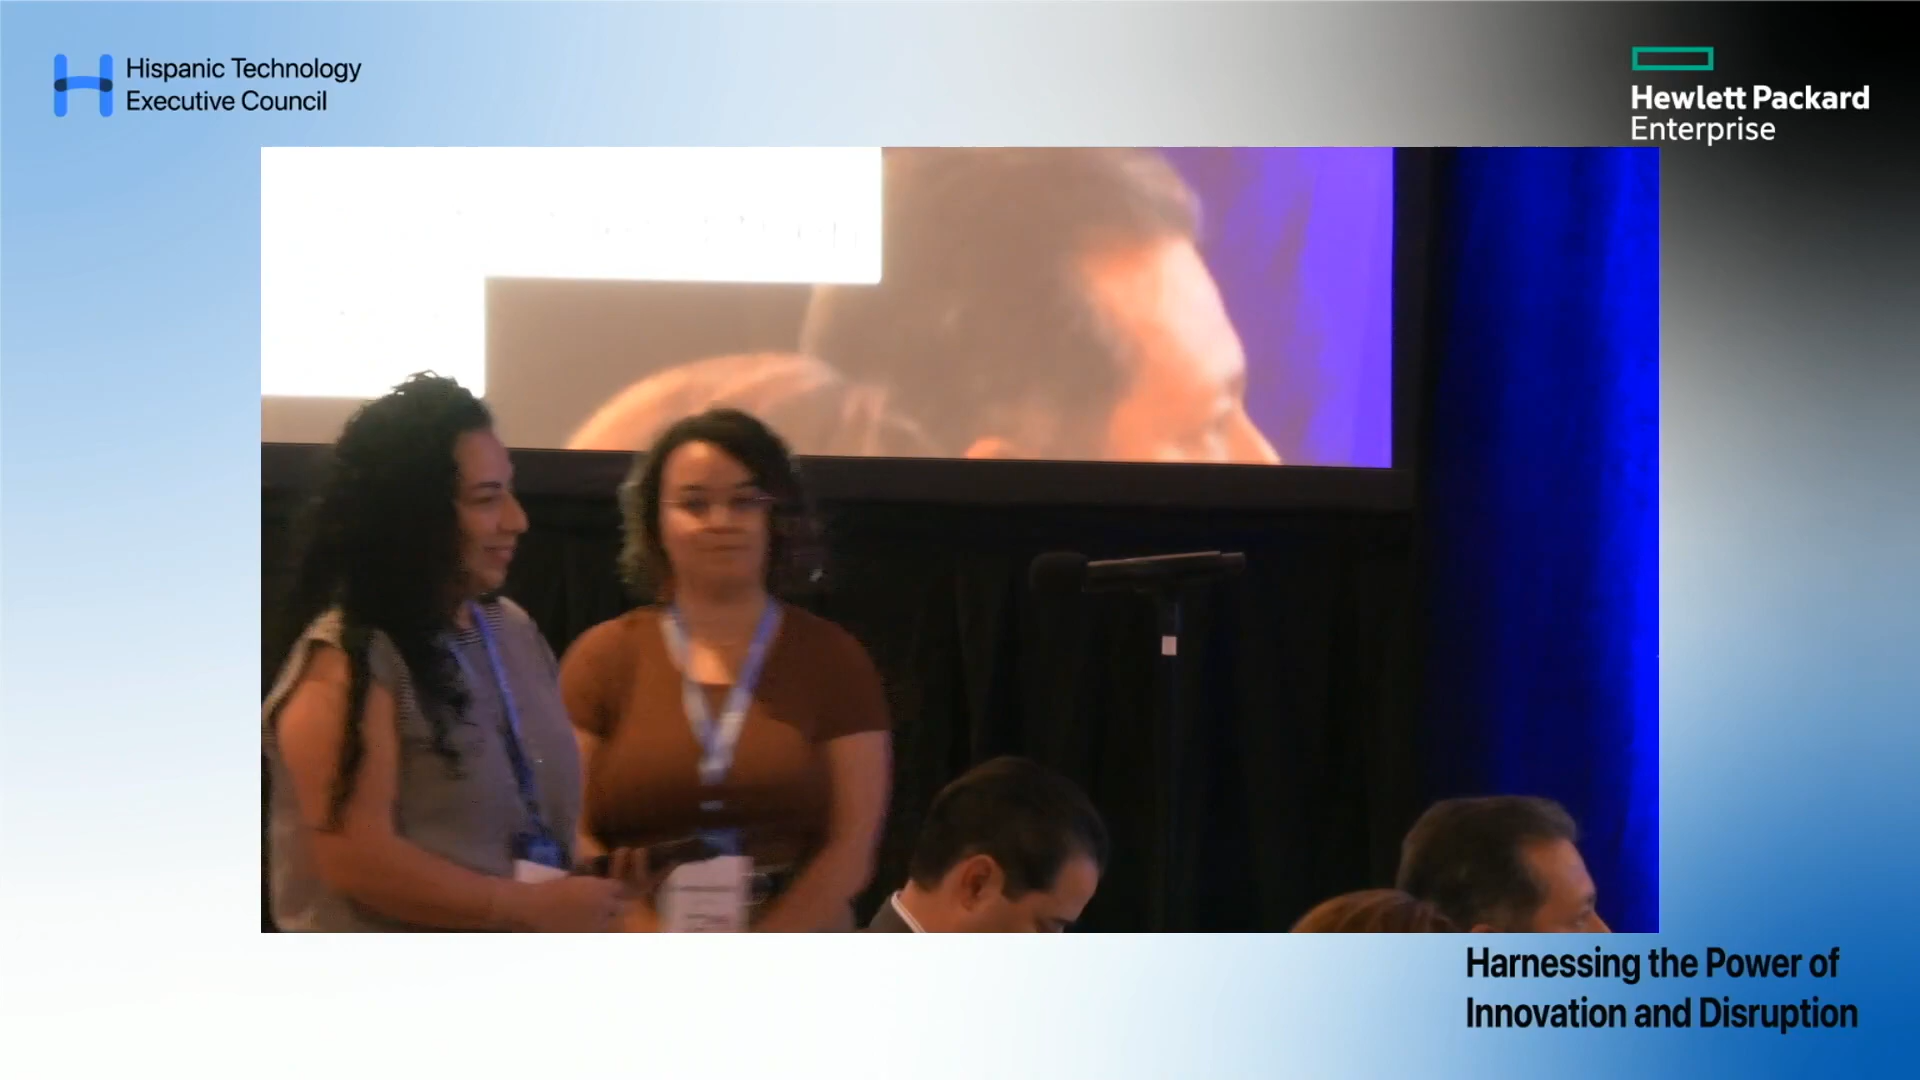 Hispanic Technology
Executive Council
Hewlett Packard
Enterprise
Harnessing the Power of
Innovation and Disruption